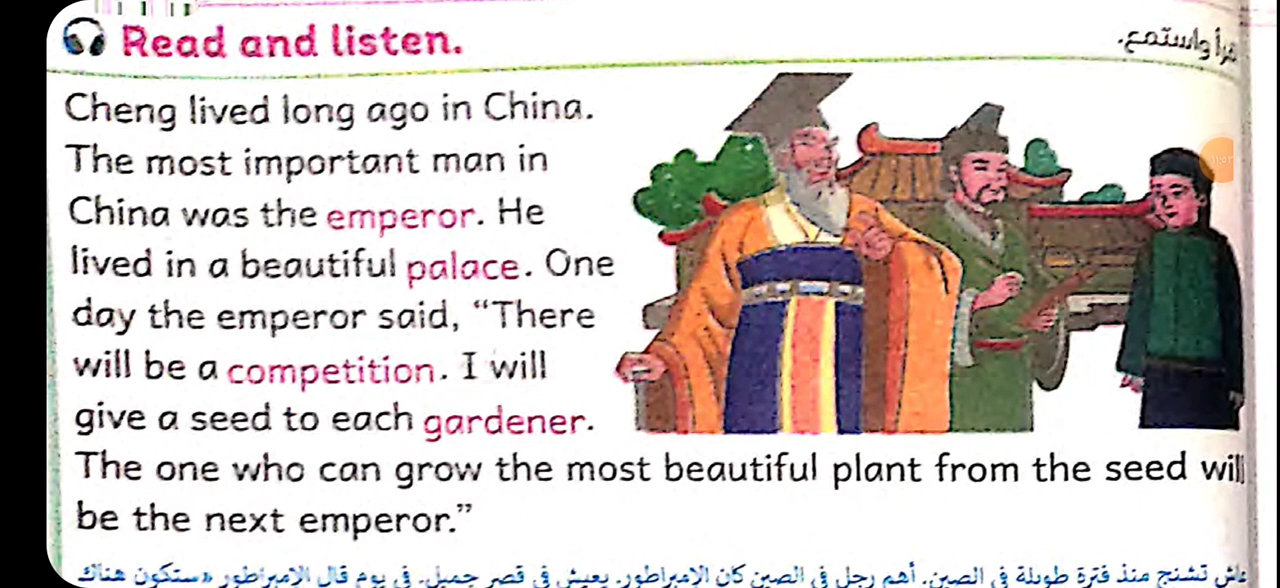 Read and listen.
اقرأ واستمع.
Cheng lived long ago in China.
The most important man in
China was the emperor. He
lived in a beautiful palace. One
day the emperor said, “There
will be a competition. I will
give a seed to each gardener.
The one who can grow the most beautiful plant from the seed will
be the next emperor.”
تشنج منذ فترة طويلة في الصين. أهم رجل في الصين كان الإمبراطور. يعيش في قصر جميل. في يوم قال الإمبراطور «ستكون هناك